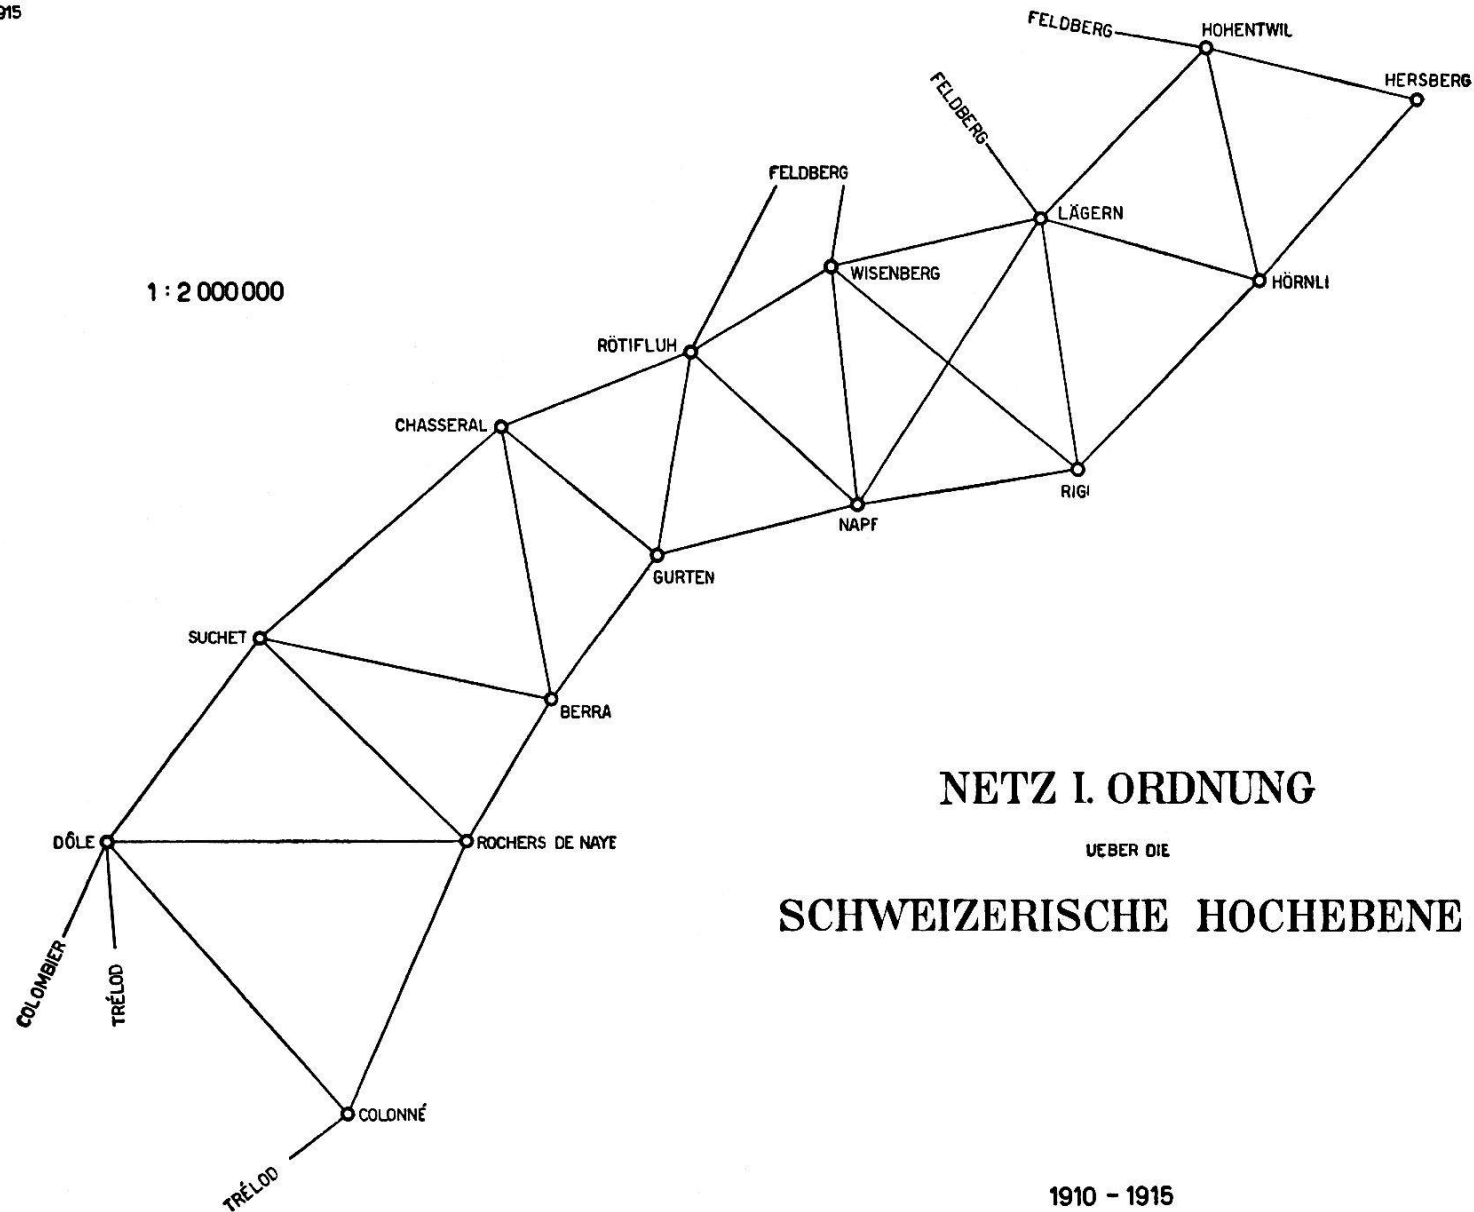 915
FELDBERG
HOHENTWIL
HERSBERG
FELDBERG
FELDBERG
LÄGERN
WISENBERG
HÖRNLI
1:2 000 000
RÖTIFLUH
CHASSERAL
RIGI
NAPF
GURTEN
SUCHET
BERRA
NETZ I. ORDNUNG
UEBER DIE
SCHWEIZERISCHE HOCHEBENE
DÔLE
ROCHERS DE NAYE
COLOMBIER
TRÉLOD
COLONNÉ
TRÉLOD
1910 - 1915